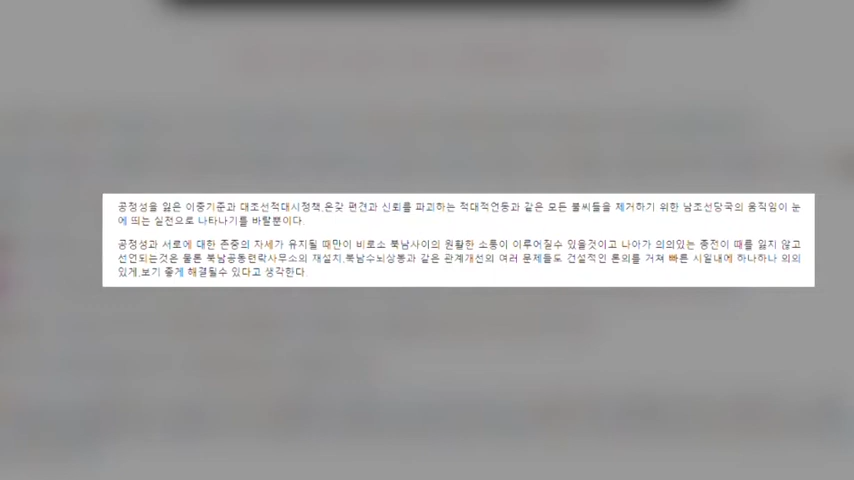 공정성을 잃은 이중기준과 대조선적대시정책,온갖 편견과 신뢰를 파괴하는 적대적언동과 같은 모든 불씨들을 제거하기 위한 남조선당국의 움직임이 눈
에 띄는 실천으로 나타나기를 바랄뿐이다.
공정성과 서로에 대한 존중의 자세가 유지될 때만이 비로소 북남사이의 원활한 소통이 이루어질수 있을것이고 나아가 의의있는 종전이 때를 잃지 않고
선언되는것은 물론 북남공동련락사무소의 재설치,북남수뇌상봉과 같은 관계개선의 여러 문제들도 건설적인 론의를 거쳐 빠른 시일내에 하나하나 의의
있게,보기 좋게 해결될수 있다고 생각한다.